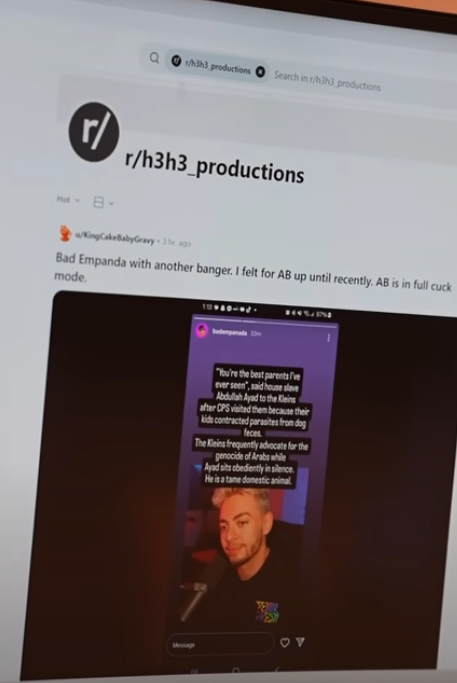 r/h3h3_productions
Search in r/h3h3_productions
r/
r/h3h3_productions
Hot
u/KingCakeBabyGravy • 3 hr. ago
Bad Empanda with another banger. I felt for AB up until recently. AB is in full cuck
mode.
badempanada
"You're the best parents I've
ever seen", said house slave
Abdullah Ayad to the Kleins
after CPS visited them because their
kids contracted parasites from dog
feces.
The Kleins frequently advocate for the
genocide of Arabs while
Ayad sits obediently in silence.
He is a tame domestic animal.
Message